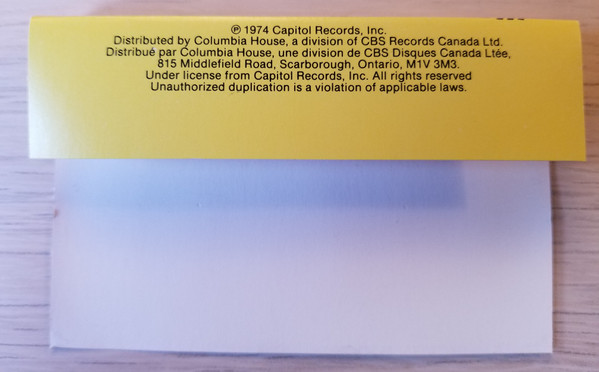 ℗ 1974 Capitol Records, Inc.
Distributed by Columbia House, a division of CBS Records Canada Ltd.
Distribué par Columbia House, une division de CBS Disques Canada Ltée,
815 Middlefield Road, Scarborough, Ontario, M1V 3M3.
Under license from Capitol Records, Inc. All rights reserved
Unauthorized duplication is a violation of applicable laws.